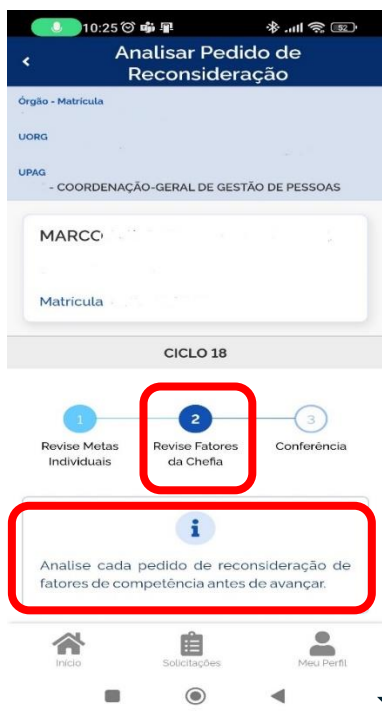 10:25
52
Analisar Pedido de
Reconsideração
Órgão - Matrícula
UORG
UPAG
- COORDENAÇÃO-GERAL DE GESTÃO DE PESSOAS
MARCO
Matrícula
CICLO 18
1 2 3
Revise Metas Revise Fatores Conferência
Individuais da Chefia
i
Analise cada pedido de reconsideração de
fatores de competência antes de avançar.
Início Solicitações Meu Perfil